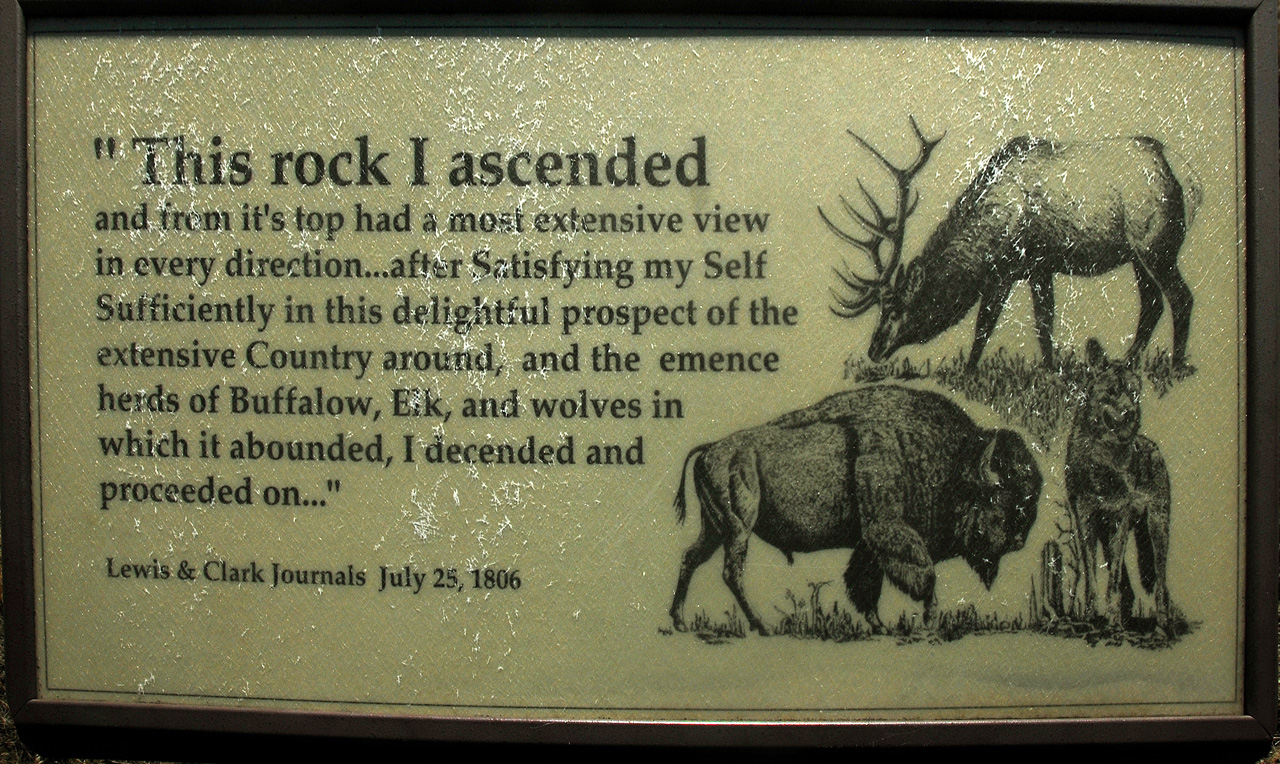 " This rock I ascended
and from it's top had a most extensive view
in every direction...after Satisfying my Self
Sufficiently in this delightful prospect of the
extensive Country around, and the emence
herds of Buffalow, Elk, and wolves in
which it abounded, I decended and
proceeded on..."
Lewis & Clark Journals July 25, 1806